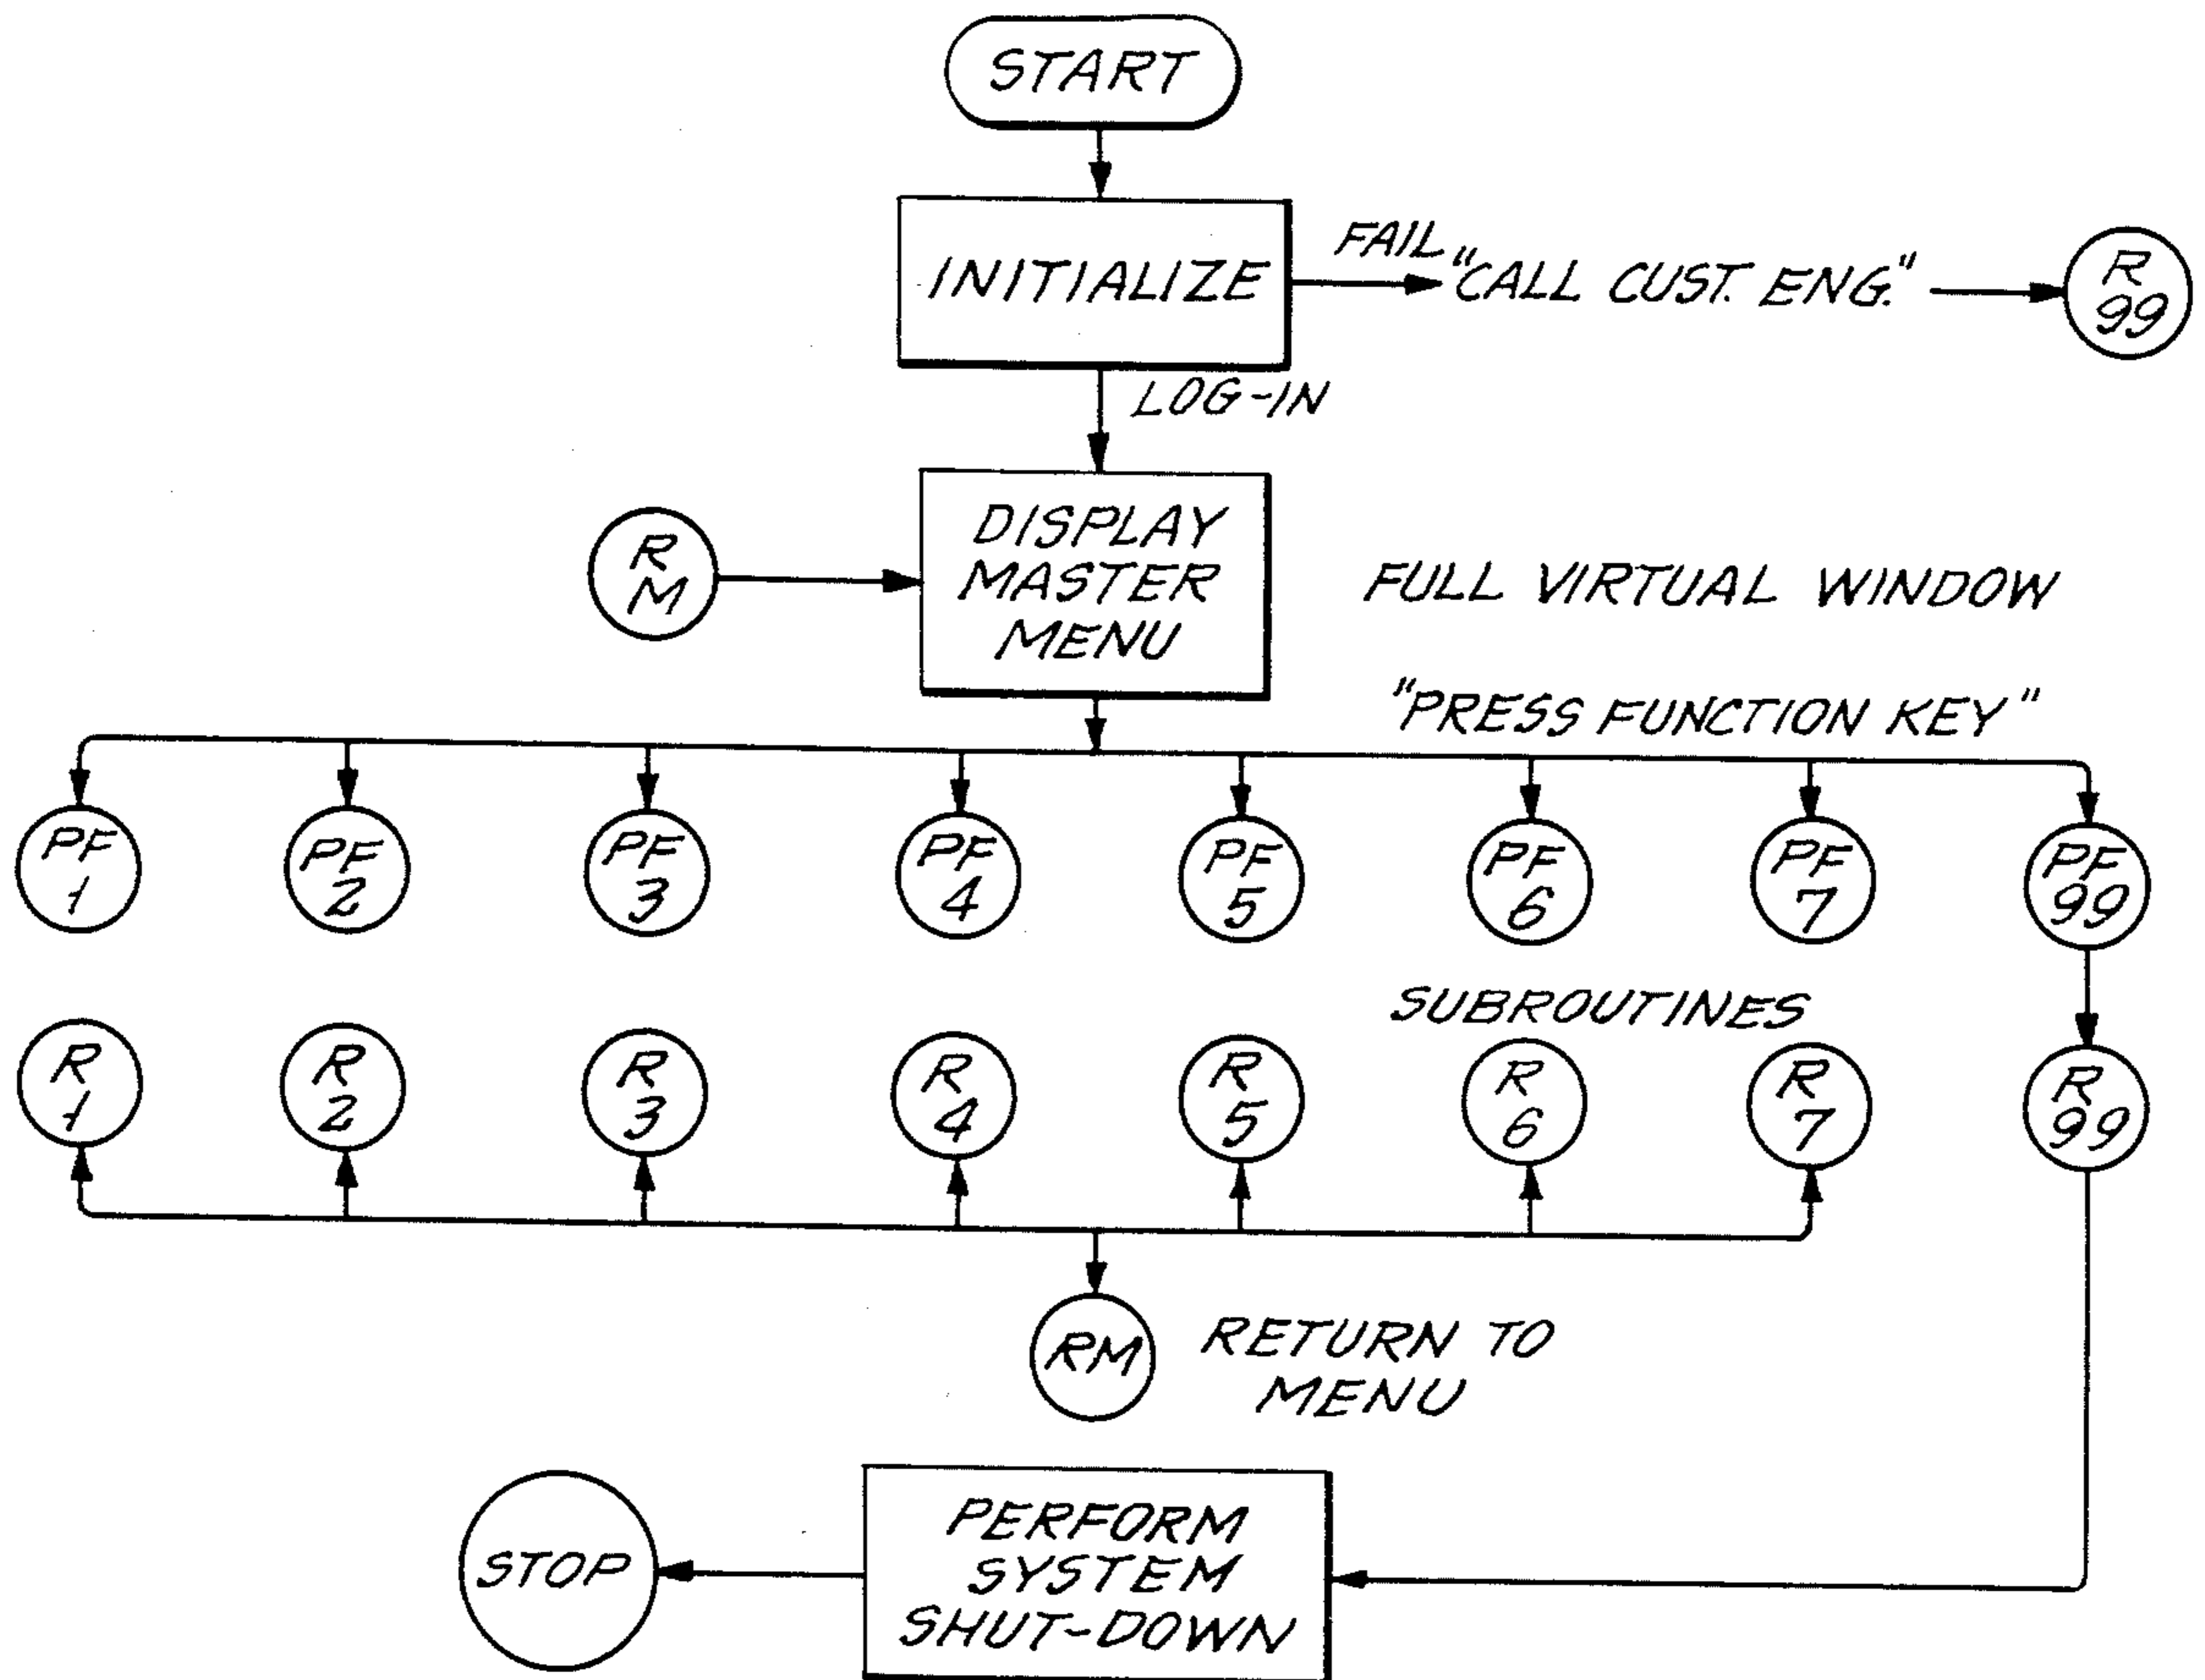 START
INITIALIZE
FAIL
"CALL CUST. ENG."
R
99
LOG-IN
R
M
DISPLAY
MASTER
MENU
FULL VIRTUAL WINDOW
"PRESS FUNCTION KEY"
PF
1
PF
2
PF
3
PF
4
PF
5
PF
6
PF
7
PF
99
SUBROUTINES
R
1
R
2
R
3
R
4
R
5
R
6
R
7
R
99
RM
RETURN TO
MENU
PERFORM
SYSTEM
SHUT-DOWN
STOP